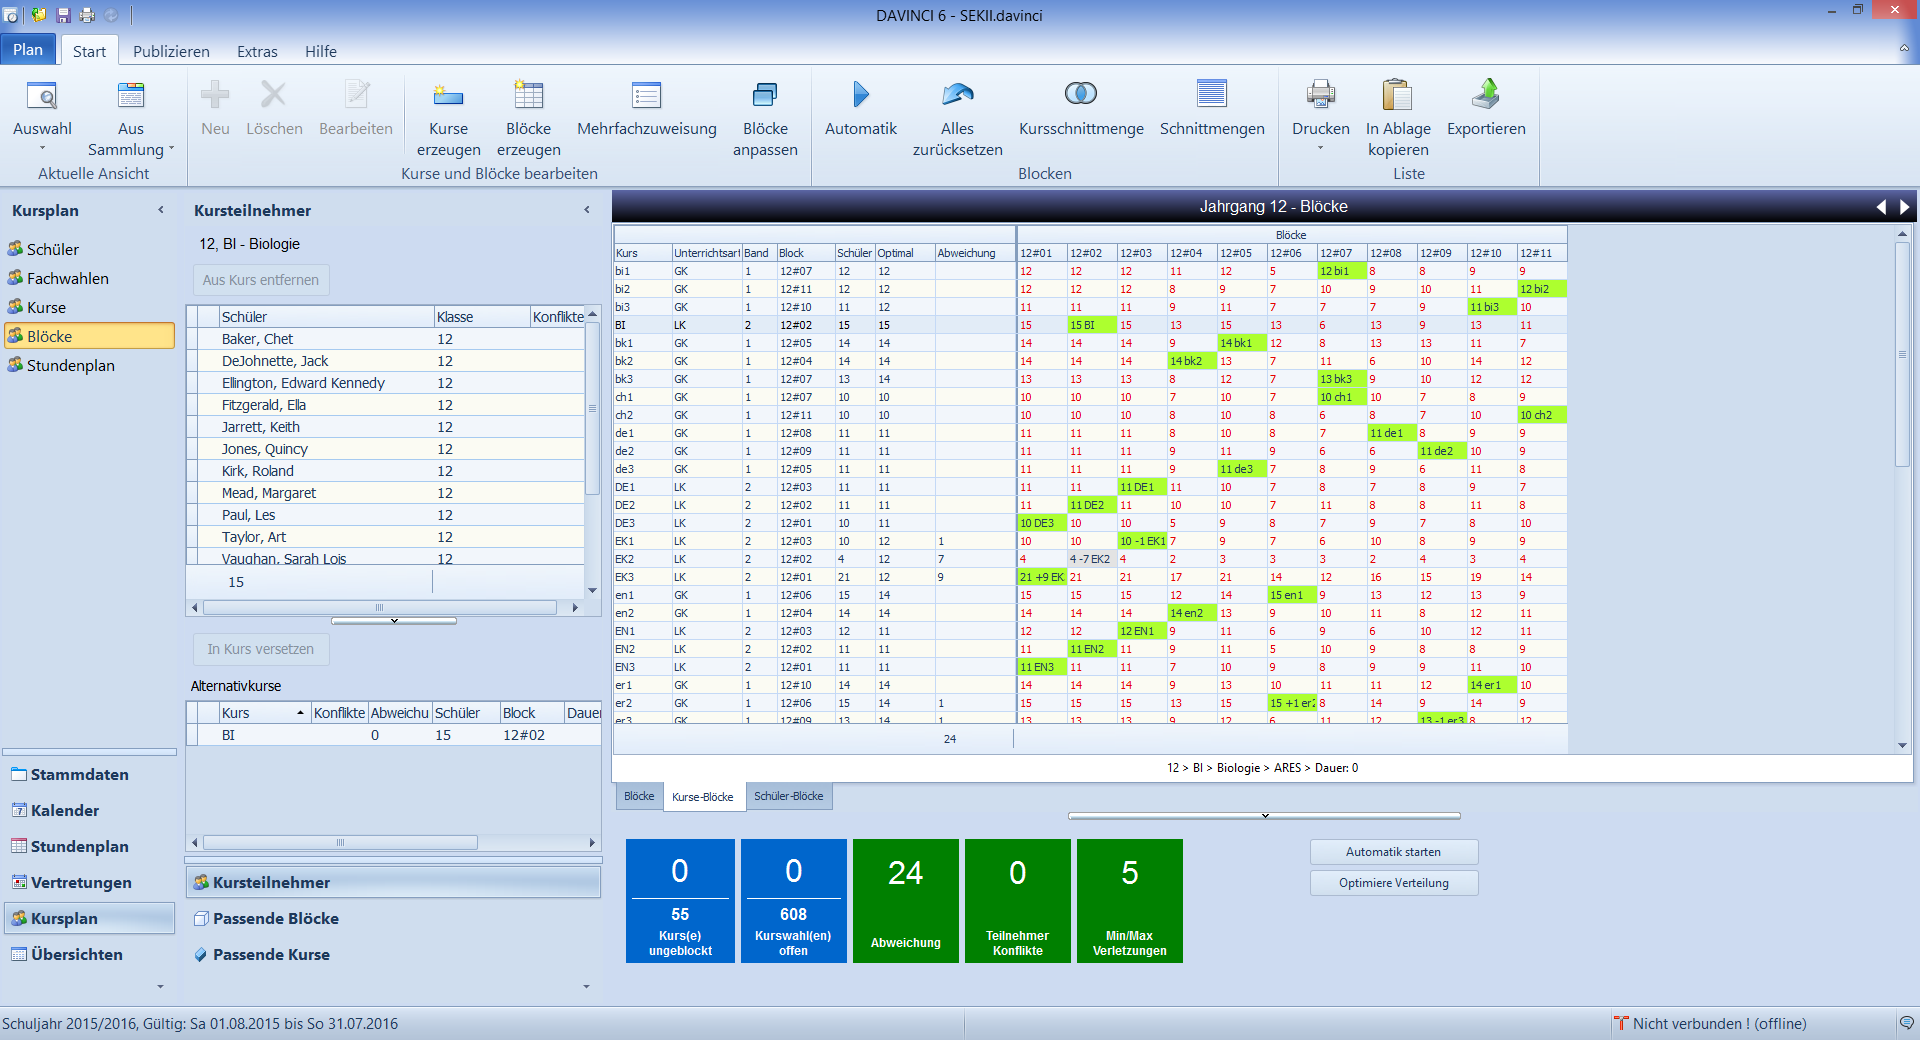 DAVINCI 6 - SEKII.davinci
Plan Start Publizieren Extras Hilfe
Auswahl
Aus Sammlung
Aktuelle Ansicht
Neu
Löschen
Bearbeiten
Kurse erzeugen
Blöcke erzeugen
Mehrfachzuweisung
Blöcke anpassen
Kurse und Blöcke bearbeiten
Automatik
Alles zurücksetzen
Kursschnittmenge
Schnittmengen
Blocken
Drucken
In Ablage kopieren
Exportieren
Liste
Kursplan
Schüler
Fachwahlen
Kurse
Blöcke
Stundenplan
Stammdaten
Kalender
Stundenplan
Vertretungen
Kursplan
Übersichten
Kursteilnehmer
12, BI - Biologie
Aus Kurs entfernen
Schüler Klasse Konflikte
Baker, Chet 12
DeJohnette, Jack 12
Ellington, Edward Kennedy 12
Fitzgerald, Ella 12
Jarrett, Keith 12
Jones, Quincy 12
Kirk, Roland 12
Mead, Margaret 12
Paul, Les 12
Taylor, Art 12
Vaughan, Sarah Lois 12
15
In Kurs versetzen
Alternativkurse
Kurs Konflikte Abweichu Schüler Block Dauer
BI 0 15 12#02
Kursteilnehmer
Passende Blöcke
Passende Kurse
Jahrgang 12 - Blöcke
Blöcke
Kurs Unterrichtsart Band Block Schüler Optimal Abweichung 12#01 12#02 12#03 12#04 12#05 12#06 12#07 12#08 12#09 12#10 12#11
bi1 GK 1 12#07 12 12 12 12 12 11 12 5 12 bi1 8 8 9 9
bi2 GK 1 12#11 12 12 12 12 12 8 9 7 10 9 10 11 12 bi2
bi3 GK 1 12#10 11 12 11 11 11 9 11 7 7 7 9 11 bi3 10
BI LK 2 12#02 15 15 15 15 BI 15 13 15 13 6 13 9 13 11
bk1 GK 1 12#05 14 14 14 14 14 9 14 bk1 12 8 13 13 11 7
bk2 GK 1 12#04 14 14 14 14 14 14 bk2 13 7 11 6 10 14 12
bk3 GK 1 12#07 13 14 13 13 13 8 12 7 13 bk3 9 10 12 12
ch1 GK 1 12#07 10 10 10 10 10 7 10 7 10 ch1 10 7 8 9
ch2 GK 1 12#11 10 10 10 10 10 8 10 8 6 8 7 10 10 ch2
de1 GK 1 12#08 11 11 11 11 11 8 10 8 7 11 de1 8 9 9
de2 GK 1 12#09 11 11 11 11 11 9 11 9 6 6 11 de2 10 9
de3 GK 1 12#05 11 11 11 11 11 9 11 de3 7 8 9 6 11 8
DE1 LK 2 12#03 11 11 11 11 11 DE1 11 10 7 8 7 8 9 7
DE2 LK 2 12#02 11 11 11 11 DE2 11 10 10 7 11 8 8 11 8
DE3 LK 2 12#01 10 11 10 DE3 10 10 5 9 8 7 9 7 8 10
EK1 LK 2 12#03 10 12 1 10 10 10 -1 EK1 7 9 7 6 10 8 9 9
EK2 LK 2 12#02 4 12 7 4 4 -7 EK2 4 2 3 3 3 2 4 3 4
EK3 LK 2 12#01 21 12 9 21 +9 EK 21 21 17 21 14 12 16 15 19 14
en1 GK 1 12#06 15 14 15 15 15 12 14 15 en1 9 13 12 13 9
en2 GK 1 12#04 14 14 14 14 14 14 en2 13 9 10 11 8 12 11
EN1 LK 2 12#03 12 11 12 12 12 EN1 9 11 6 9 6 10 12 11
EN2 LK 2 12#02 11 11 11 11 EN2 11 9 11 5 10 9 8 8 9
EN3 LK 2 12#01 11 11 11 EN3 11 11 7 10 9 8 9 9 11 10
er1 GK 1 12#10 14 14 14 14 14 9 13 10 11 11 12 14 er1 10
er2 GK 1 12#06 15 14 1 15 15 15 13 15 15 +1 er2 8 14 9 14 9
er3 GK 1 12#09 13 14 1 13 13 13 9 12 6 11 12 13 -1 er3 8 12
24
12 > BI > Biologie > ARES > Dauer: 0
Blöcke Kurse-Blöcke Schüler-Blöcke
0
55
Kurs(e) ungeblockt
0
608
Kurswahl(en) offen
24
Abweichung
0
Teilnehmer Konflikte
5
Min/Max Verletzungen
Automatik starten
Optimiere Verteilung
Schuljahr 2015/2016, Gültig: Sa 01.08.2015 bis So 31.07.2016
Nicht verbunden ! (offline)